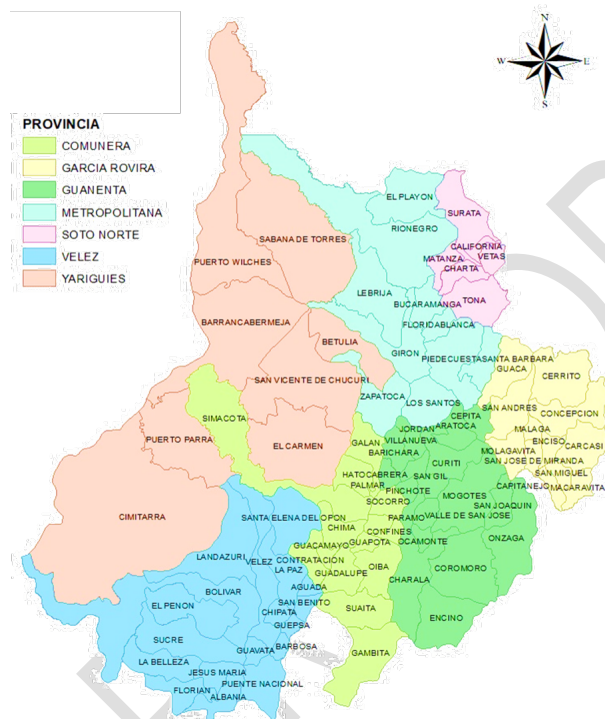 N
W
E
S
PROVINCIA
COMUNERA
GARCIA ROVIRA
GUANENTA
METROPOLITANA
SOTO NORTE
VELEZ
YARIGUIES
EL PLAYON
SURATA
RIONEGRO
SABANA DE TORRES
CALIFORNIA
VETAS
MATANZA
CHARTA
PUERTO WILCHES
LEBRIJA
TONA
BUCARAMANGA
BARRANCABERMEJA
FLORIDABLANCA
BETULIA
GIRON
PIEDECUESTA
SANTA BARBARA
GUACA
CERRITO
SAN VICENTE DE CHUCURI
ZAPATOCA
LOS SANTOS
SAN ANDRES
CONCEPCION
SIMACOTA
CEPITA
JORDAN
ARATOCA
MALAGA
PUERTO PARRA
EL CARMEN
GALAN
VILLANUEVA
ENCISO
CARCASI
BARICHARA
MOLAGAVITA
SAN JOSE DE MIRANDA
CURITI
HATO
CABRERA
SAN GIL
SAN MIGUEL
PALMAR
PINCHOTE
CAPITANEJO
MACARAVITA
SOCORRO
MOGOTES
SAN JOAQUIN
CIMITARRA
SANTA ELENA DEL OPON
PARAMO
VALLE DE SAN JOSE
CHIMA
CONFINES
GUACAMAYO
GUAPOTA
OCAMONTE
ONZAGA
LANDAZURI
VELEZ
CONTRATACIÓN
LA PAZ
GUADALUPE
OIBA
COROMORO
CHARALA
AGUADA
BOLIVAR
SAN BENITO
EL PENON
CHIPATA
SUAITA
GUEPSA
ENCINO
SUCRE
GUAVATA
BARBOSA
GAMBITA
LA BELLEZA
JESUS MARIA
PUENTE NACIONAL
FLORIAN
ALBANIA